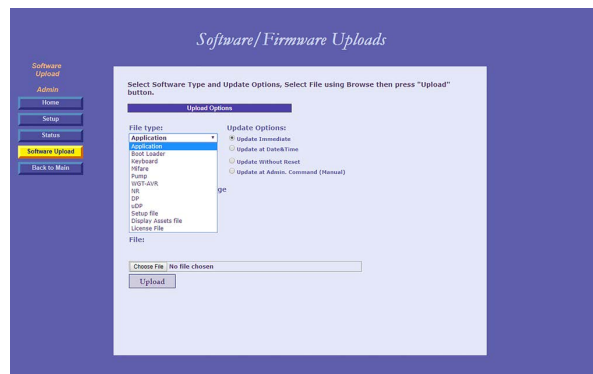 Software/Firmware Uploads
Software
Upload
Admin
Home
Setup
Status
Software Upload
Back to Main
Select Software Type and Update Options, Select File using Browse then press "Upload"
button.
Upload Options
File type:
Application
Application
Boot Loader
Keyboard
Mifare
Pump
WGT-AVR
NR
DP
uDP
Setup file
Display Assets file
License File
Update Options:
Update Immediate
Update at Date&Time
Update Without Reset
Update at Admin. Command (Manual)
ge
File:
Choose File No file chosen
Upload